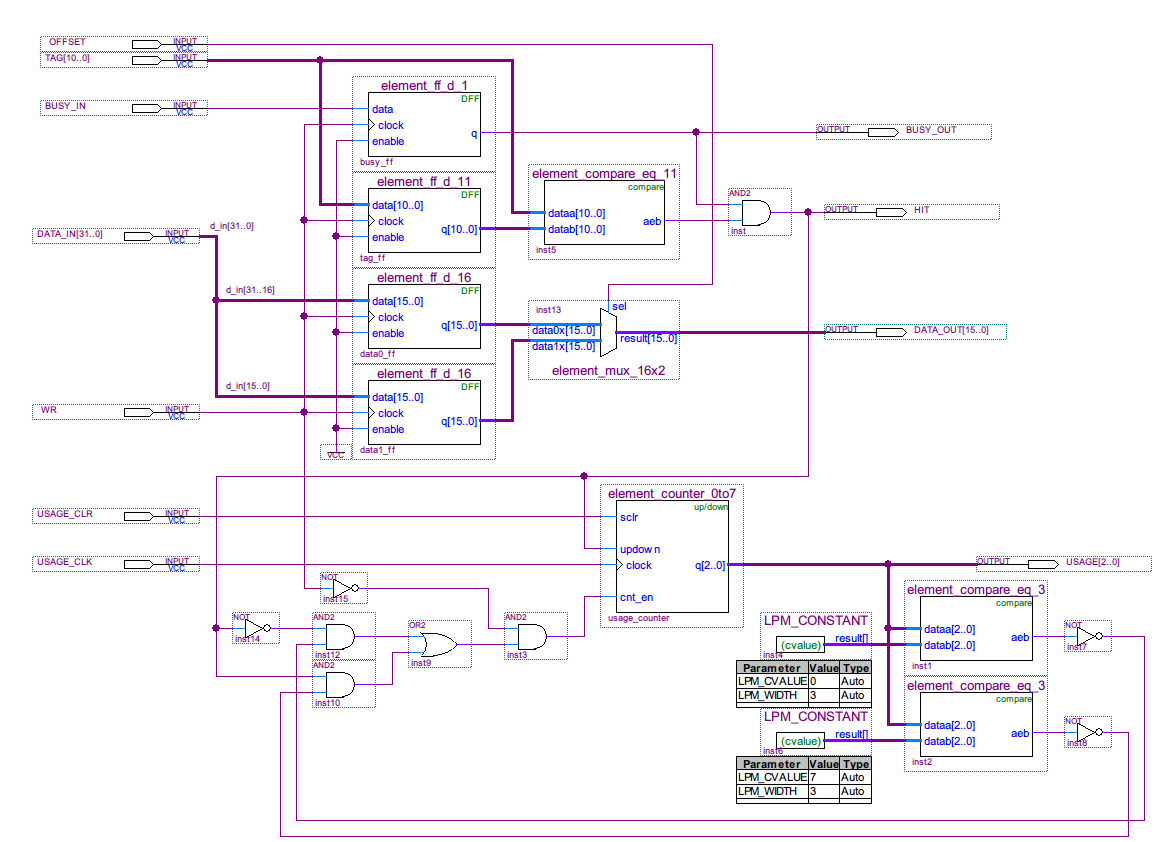 OFFSET
INPUT
VCC
TAG[10..0]
INPUT
VCC
element_ff_d_1
DFF
BUSY_IN
INPUT
VCC
data
clock
q
enable
busy_ff
OUTPUT
BUSY_OUT
element_ff_d_11
DFF
data[10..0]
clock
q[10..0]
enable
tag_ff
element_compare_eq_11
compare
dataa[10..0]
aeb
datab[10..0]
inst5
AND2
inst
OUTPUT
HIT
DATA_IN[31..0]
INPUT
VCC
d_in[31..0]
d_in[31..16]
element_ff_d_16
DFF
data[15..0]
clock
q[15..0]
enable
data0_ff
inst13
sel
data0x[15..0]
result[15..0]
data1x[15..0]
element_mux_16x2
OUTPUT
DATA_OUT[15..0]
d_in[15..0]
element_ff_d_16
DFF
data[15..0]
clock
q[15..0]
enable
data1_ff
WR
INPUT
VCC
VCC
element_counter_0to7
up/down
sclr
updown
clock
q[2..0]
cnt_en
usage_counter
USAGE_CLR
INPUT
VCC
USAGE_CLK
INPUT
VCC
OUTPUT
USAGE[2..0]
NOT
inst15
NOT
inst14
AND2
inst12
AND2
inst10
OR2
inst9
AND2
inst3
LPM_CONSTANT
result[]
(cvalue)
inst4
Parameter Value Type
LPM_CVALUE 0 Auto
LPM_WIDTH 3 Auto
element_compare_eq_3
compare
dataa[2..0]
aeb
datab[2..0]
inst1
NOT
inst7
LPM_CONSTANT
result[]
(cvalue)
inst6
Parameter Value Type
LPM_CVALUE 7 Auto
LPM_WIDTH 3 Auto
element_compare_eq_3
compare
dataa[2..0]
aeb
datab[2..0]
inst2
NOT
inst8